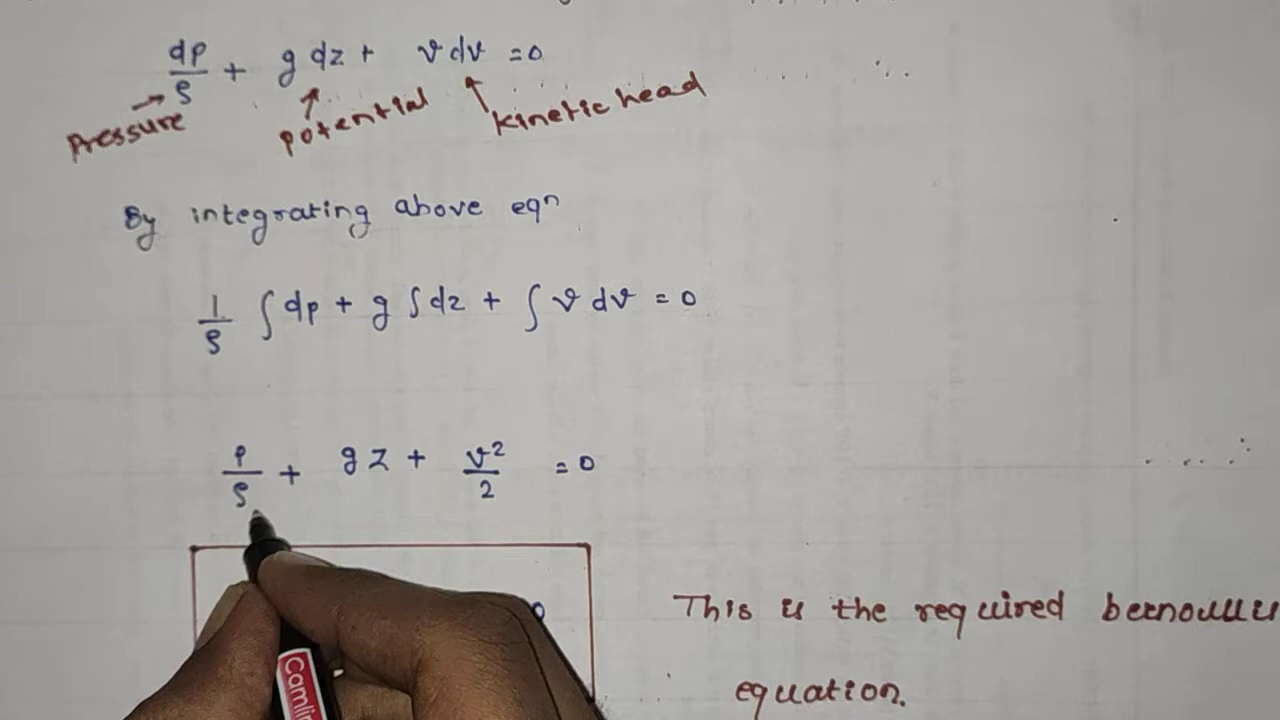 dp/ρ + g dz + v dv = 0
Pressure potential kinetic head
By integrating above eqn
1/ρ ∫ dp + g ∫ dz + ∫ v dv = 0
p/ρ + gz + v²/2 = 0
This is the required bernoullis
equation.
Camlin